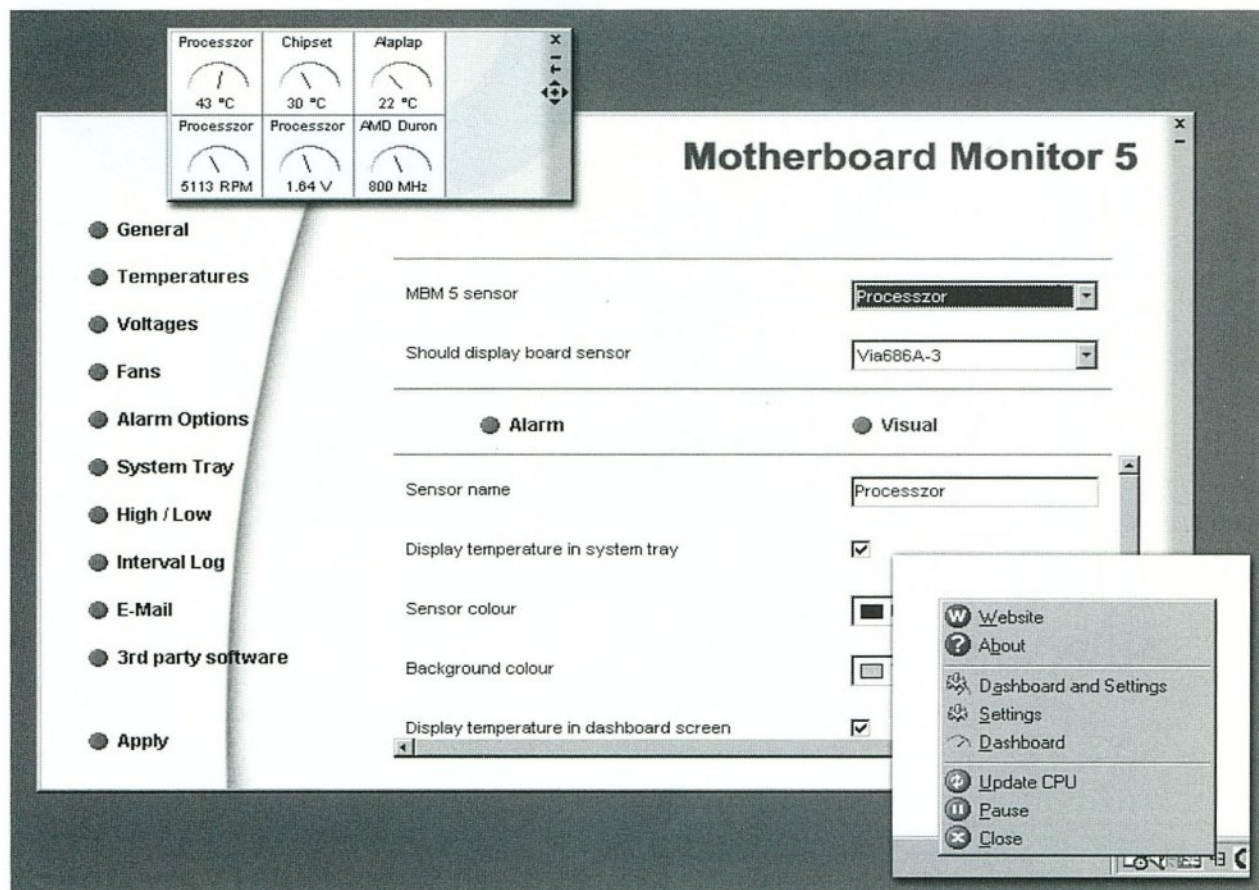 Processzor Chipset Alaplap
43 °C 30 °C 22 °C
Processzor Processzor AMD Duron
5113 RPM 1.64 V 800 MHz
Motherboard Monitor 5
General
Temperatures
Voltages
Fans
Alarm Options
System Tray
High / Low
Interval Log
E-Mail
3rd party software
Apply
MBM 5 sensor Processzor
Should display board sensor Via686A-3
Alarm Visual
Sensor name Processzor
Display temperature in system tray
Sensor colour
Background colour
Display temperature in dashboard screen
Website
About
Dashboard and Settings
Settings
Dashboard
Update CPU
Pause
Close